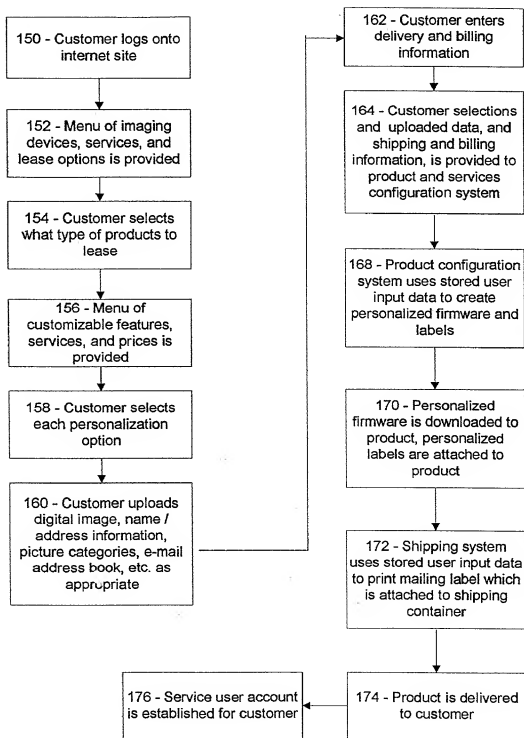 150 - Customer logs onto
internet site
152 - Menu of imaging
devices, services, and
lease options is provided
154 - Customer selects
what type of products to
lease
156 - Menu of
customizable features,
services, and prices is
provided
158 - Customer selects
each personalization
option
160 - Customer uploads
digital image, name /
address information,
picture categories, e-mail
address book, etc. as
appropriate
162 - Customer enters
delivery and billing
information
164 - Customer selections
and uploaded data, and
shipping and billing
information, is provided to
product and services
configuration system
168 - Product configuration
system uses stored user
input data to create
personalized firmware and
labels
170 - Personalized
firmware is downloaded to
product, personalized
labels are attached to
product
172 - Shipping system
uses stored user input data
to print mailing label which
is attached to shipping
container
174 - Product is delivered
to customer
176 - Service user account
is established for customer